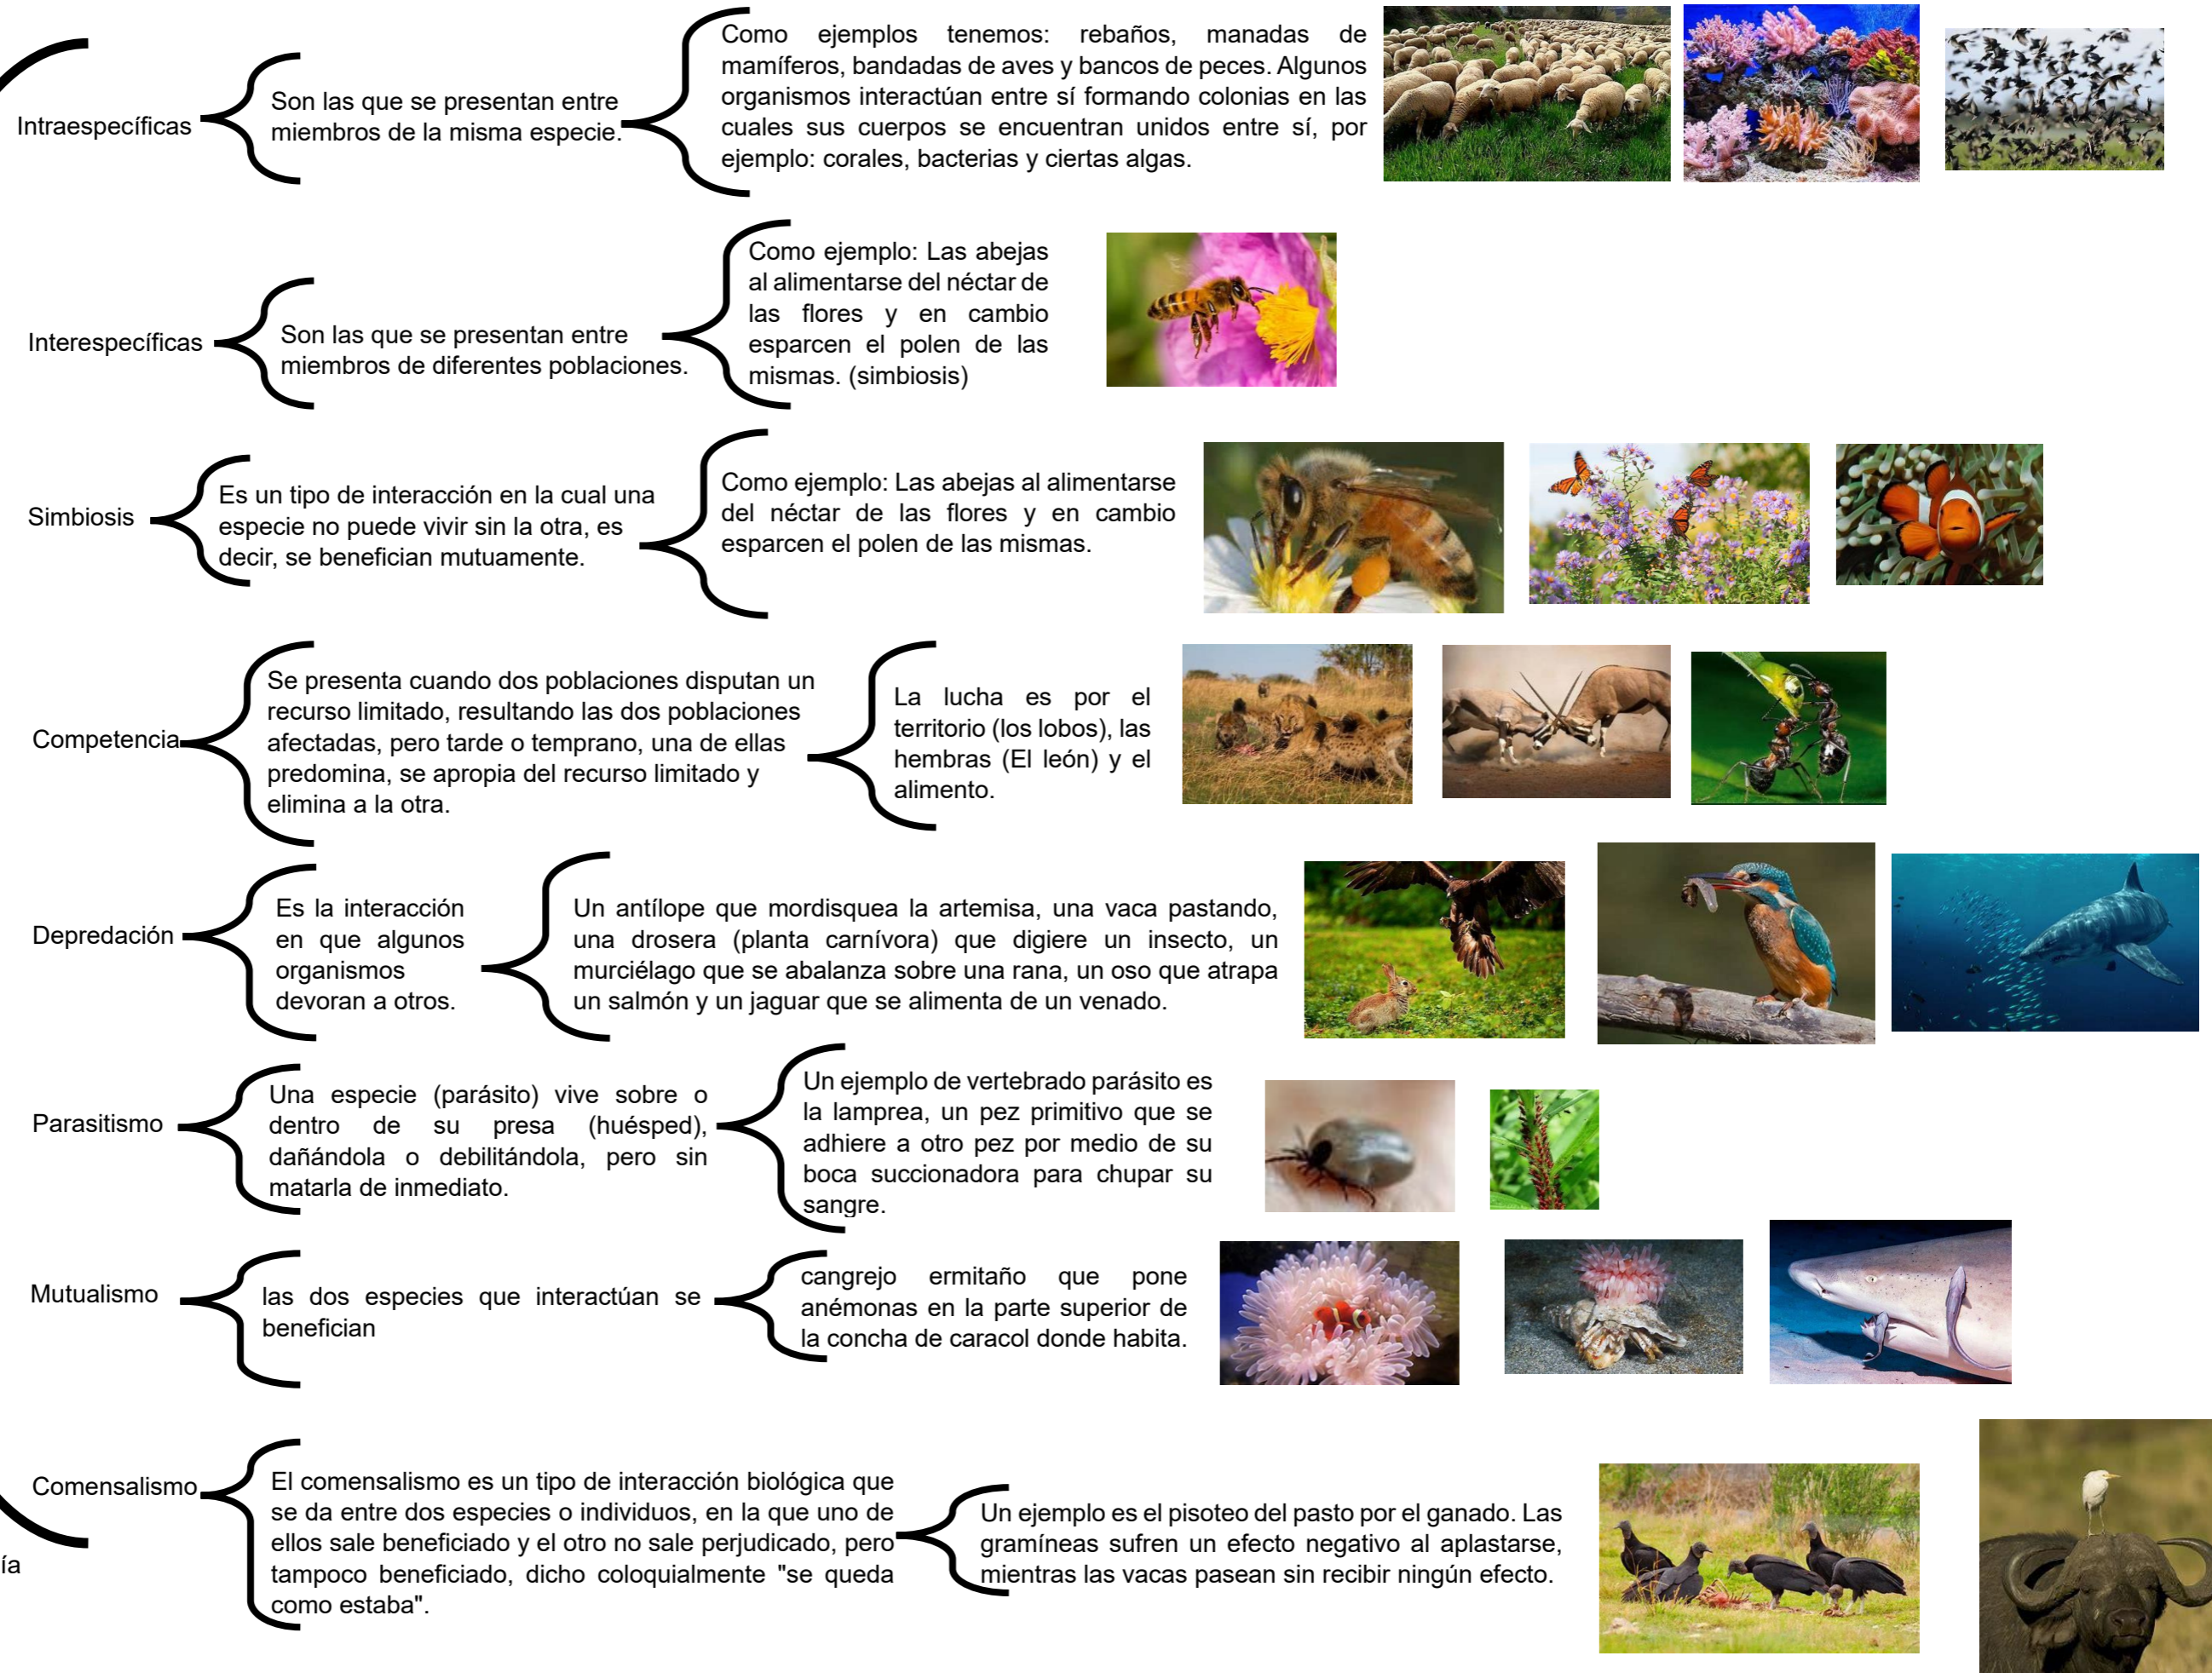 Intraespecíficas
Son las que se presentan entre
miembros de la misma especie.
Como ejemplos tenemos: rebaños, manadas de
mamíferos, bandadas de aves y bancos de peces. Algunos
organismos interactúan entre sí formando colonias en las
cuales sus cuerpos se encuentran unidos entre sí, por
ejemplo: corales, bacterias y ciertas algas.
Interespecíficas
Son las que se presentan entre
miembros de diferentes poblaciones.
Como ejemplo: Las abejas
al alimentarse del néctar de
las flores y en cambio
esparcen el polen de las
mismas. (simbiosis)
Simbiosis
Es un tipo de interacción en la cual una
especie no puede vivir sin la otra, es
decir, se benefician mutuamente.
Como ejemplo: Las abejas al alimentarse
del néctar de las flores y en cambio
esparcen el polen de las mismas.
Competencia
Se presenta cuando dos poblaciones disputan un
recurso limitado, resultando las dos poblaciones
afectadas, pero tarde o temprano, una de ellas
predomina, se apropia del recurso limitado y
elimina a la otra.
La lucha es por el
territorio (los lobos), las
hembras (El león) y el
alimento.
Depredación
Es la interacción
en que algunos
organismos
devoran a otros.
Un antílope que mordisquea la artemisa, una vaca pastando,
una drosera (planta carnívora) que digiere un insecto, un
murciélago que se abalanza sobre una rana, un oso que atrapa
un salmón y un jaguar que se alimenta de un venado.
Parasitismo
Una especie (parásito) vive sobre o
dentro de su presa (huésped),
dañándola o debilitándola, pero sin
matarla de inmediato.
Un ejemplo de vertebrado parásito es
la lamprea, un pez primitivo que se
adhiere a otro pez por medio de su
boca succionadora para chupar su
sangre.
Mutualismo
las dos especies que interactúan se
benefician
cangrejo ermitaño que pone
anémonas en la parte superior de
la concha de caracol donde habita.
Comensalismo
El comensalismo es un tipo de interacción biológica que
se da entre dos especies o individuos, en la que uno de
ellos sale beneficiado y el otro no sale perjudicado, pero
tampoco beneficiado, dicho coloquialmente "se queda
como estaba".
Un ejemplo es el pisoteo del pasto por el ganado. Las
gramíneas sufren un efecto negativo al aplastarse,
mientras las vacas pasean sin recibir ningún efecto.
ía